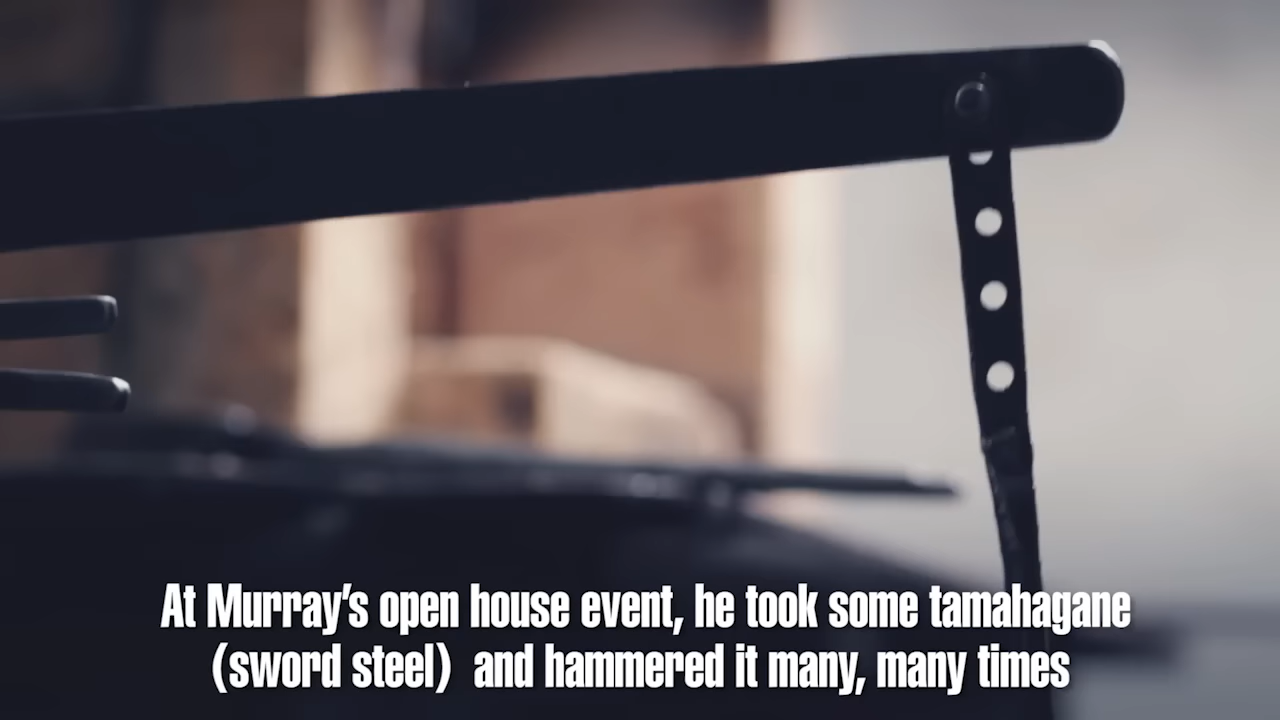 At Murray's open house event, he took some tamahagane
(sword steel)  and hammered it many, many times